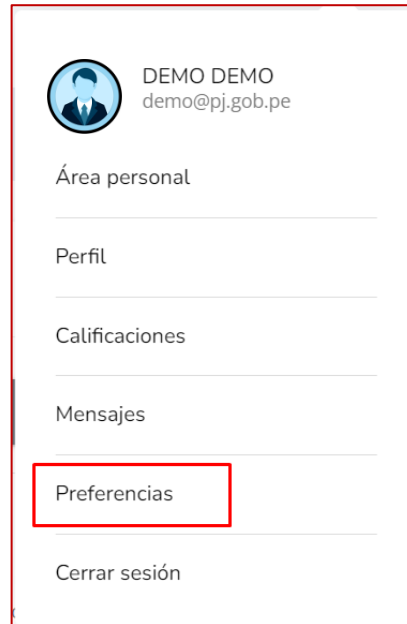 DEMO DEMO
demo@pj.gob.pe
Área personal
Perfil
Calificaciones
Mensajes
Preferencias
Cerrar sesión